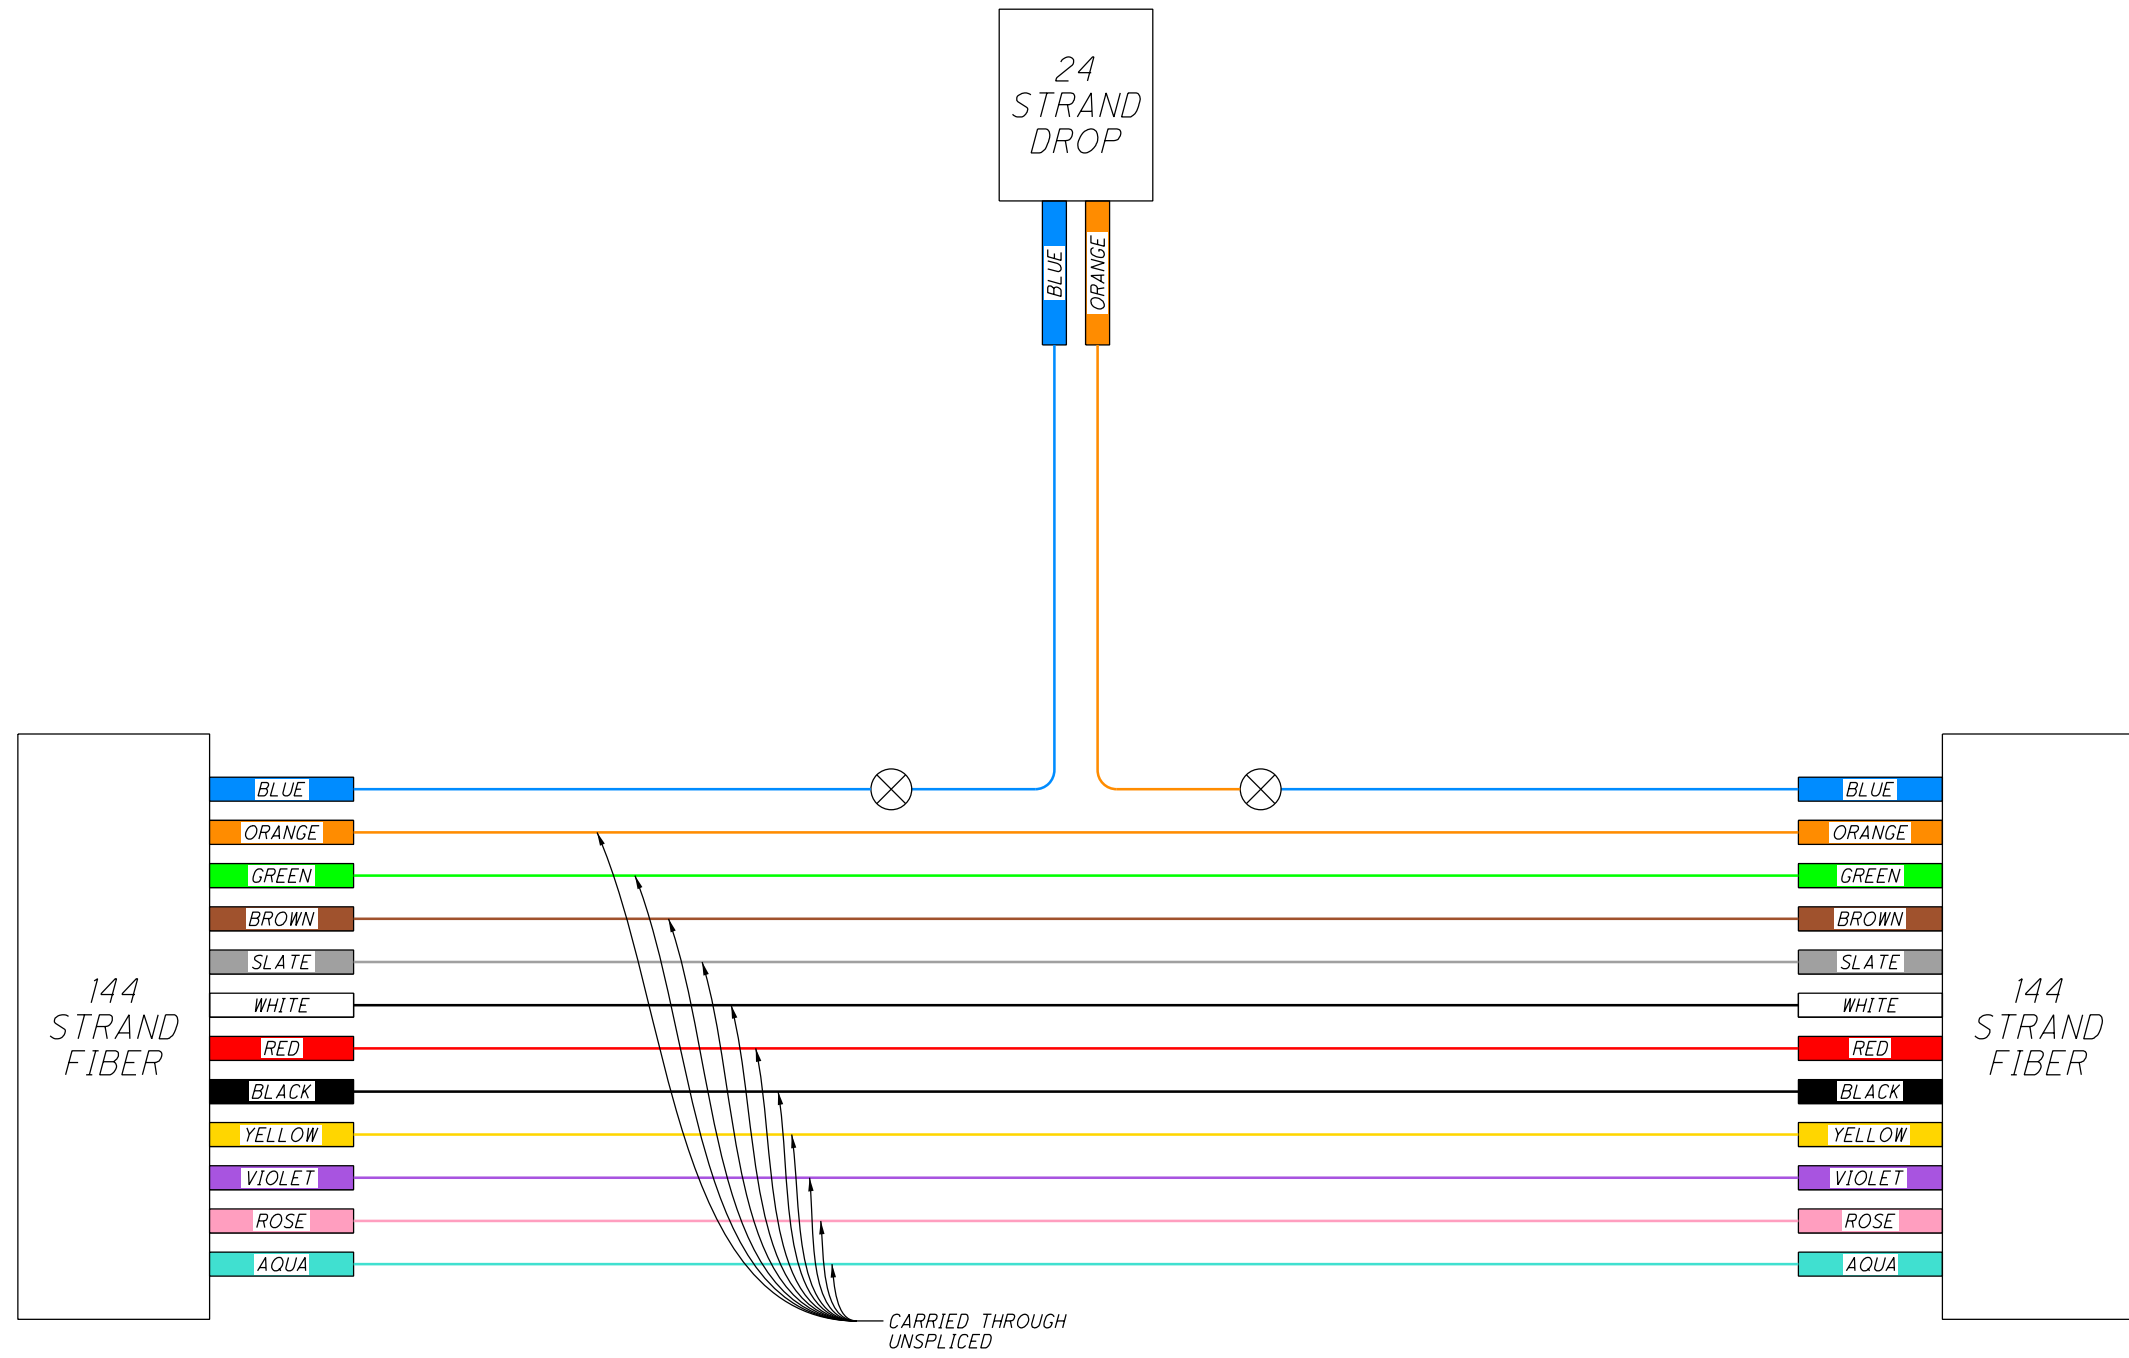 24
STRAND
DROP
BLUE
ORANGE
144
STRAND
FIBER
BLUE
ORANGE
GREEN
BROWN
SLATE
WHITE
RED
BLACK
YELLOW
VIOLET
ROSE
AQUA
BLUE
ORANGE
GREEN
BROWN
SLATE
WHITE
RED
BLACK
YELLOW
VIOLET
ROSE
AQUA
144
STRAND
FIBER
CARRIED THROUGH
UNSPLICED